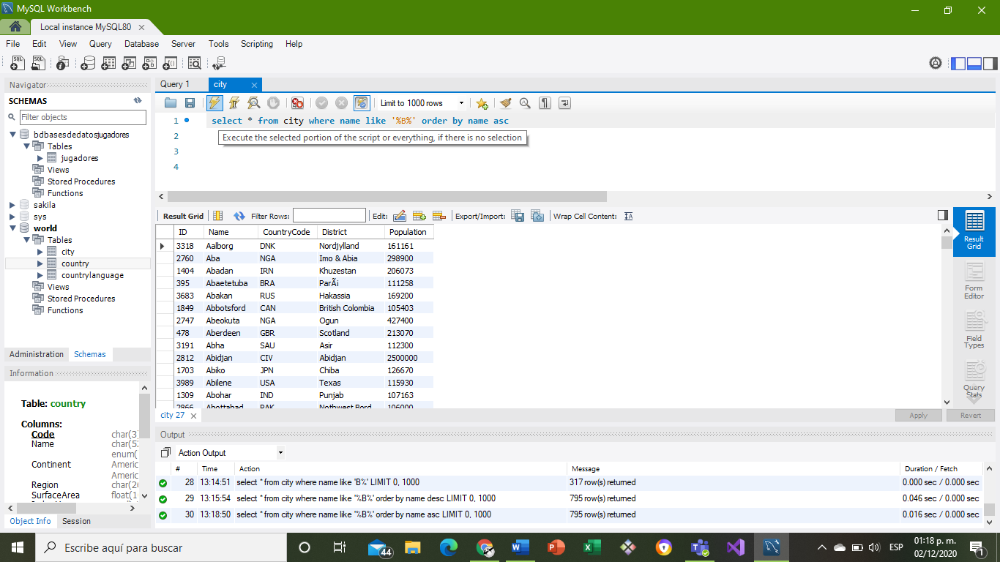 MySQL Workbench
Local instance MySQL80
File Edit View Query Database Server Tools Scripting Help
Navigator
SCHEMAS
Filter objects
bdbasesdedatosjugadores
Tables
jugadores
Views
Stored Procedures
Functions
sakila
sys
world
Tables
city
country
countrylanguage
Views
Stored Procedures
Functions
Administration Schemas
Information
Table: country
Columns:
Code char(3)
Name char(52
enum(
Continent Americ
Americ
Region char(26
SurfaceArea float(1
Object Info Session
Query 1 city
Limit to 1000 rows
1 select * from city where name like '%B%' order by name asc
Execute the selected portion of the script or everything, if there is no selection
2
3
4
Result Grid Filter Rows: Edit: Export/Import: Wrap Cell Content:
ID Name CountryCode District Population
3318 Aalborg DNK Nordjylland 161161
2760 Aba NGA Imo & Abia 298900
1404 Abadan IRN Khuzestan 206073
395 Abaetetuba BRA ParÃi 111258
3683 Abakan RUS Hakassia 169200
1849 Abbotsford CAN British Colombia 105403
2747 Abeokuta NGA Ogun 427400
478 Aberdeen GBR Scotland 213070
3191 Abha SAU Asir 112300
2812 Abidjan CIV Abidjan 2500000
1703 Abiko JPN Chiba 126670
3989 Abilene USA Texas 115930
1309 Abohar IND Punjab 107163
2866 Abottabad PAK Nothwest Bord 106000
Result Grid
Form Editor
Field Types
Query Stats
city 27
Apply Revert
Output
Action Output
# Time Action Message Duration / Fetch
28 13:14:51 select * from city where name like 'B%' LIMIT 0, 1000 317 row(s) returned 0.000 sec / 0.000 sec
29 13:15:54 select * from city where name like '%B%' order by name desc LIMIT 0, 1000 795 row(s) returned 0.046 sec / 0.000 sec
30 13:18:50 select * from city where name like '%B%' order by name asc LIMIT 0, 1000 795 row(s) returned 0.016 sec / 0.000 sec
Escribe aquí para buscar
44
ESP
01:18 p. m.
02/12/2020
1